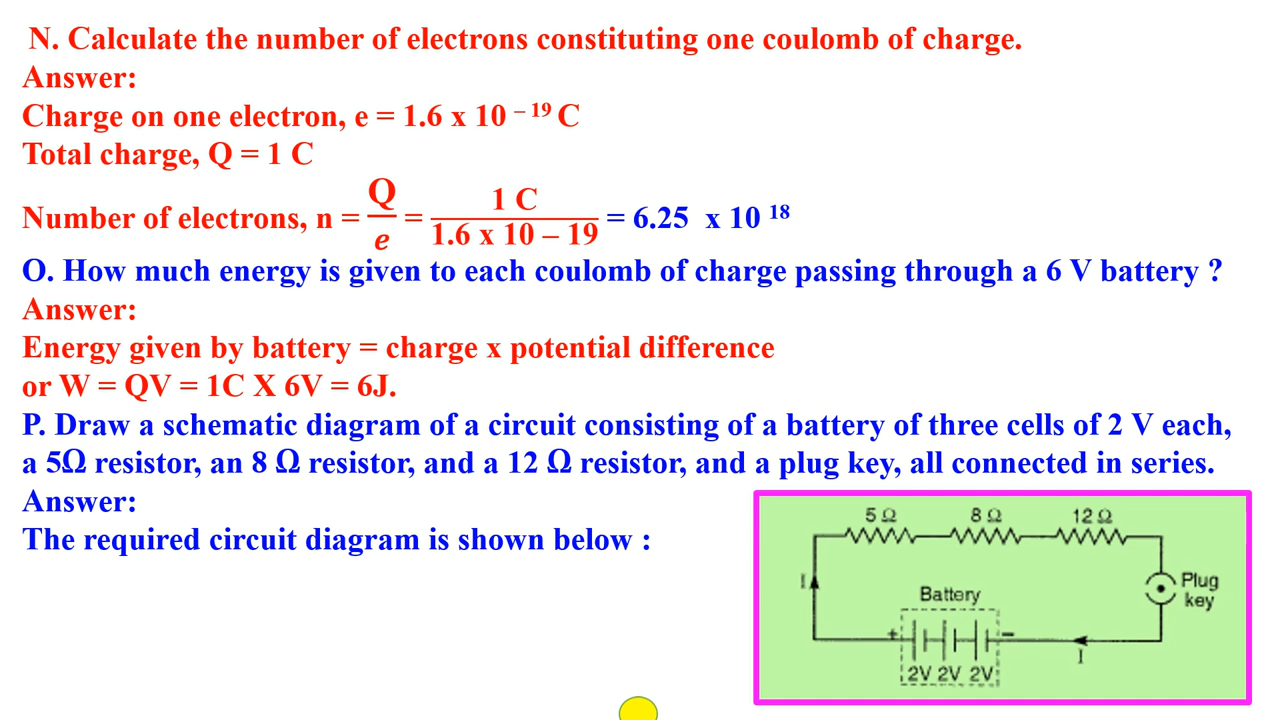 N. Calculate the number of electrons constituting one coulomb of charge.
Answer:
Charge on one electron, e = 1.6 x 10 – 19 C
Total charge, Q = 1 C
Number of electrons, n = Q/e = 1 C/1.6 x 10 – 19 = 6.25 x 10 18
O. How much energy is given to each coulomb of charge passing through a 6 V battery ?
Answer:
Energy given by battery = charge x potential difference
or W = QV = 1C X 6V = 6J.
P. Draw a schematic diagram of a circuit consisting of a battery of three cells of 2 V each,
a 5Ω resistor, an 8 Ω resistor, and a 12 Ω resistor, and a plug key, all connected in series.
Answer:
The required circuit diagram is shown below :
5 Ω 8 Ω 12 Ω
I
Plug
key
Battery
+ –
I
2V 2V 2V